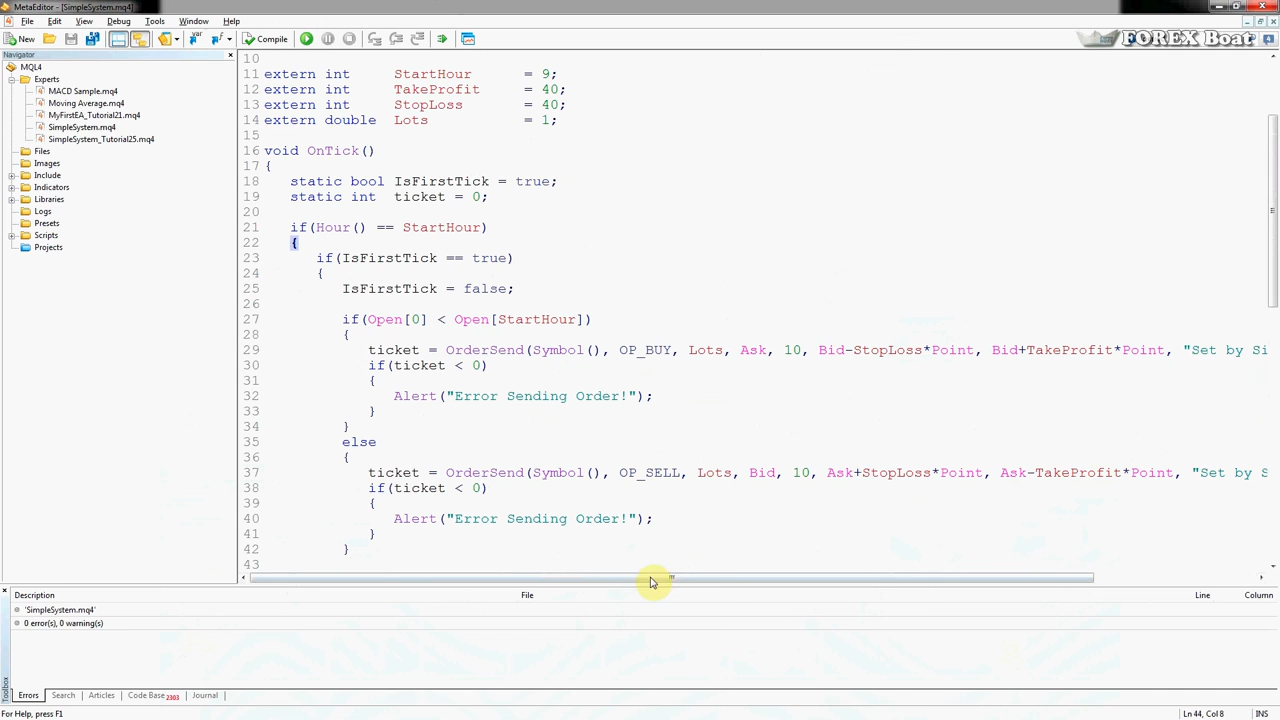 MetaEditor - [SimpleSystem.mq4]
File Edit View Debug Tools Window Help
New Compile FOREX Boat
Navigator
MQL4
Experts
MACD Sample.mq4
Moving Average.mq4
MyFirstEA_Tutorial21.mq4
SimpleSystem.mq4
SimpleSystem_Tutorial25.mq4
Files
Images
Include
Indicators
Libraries
Logs
Presets
Scripts
Projects
10
11 extern int StartHour = 9;
12 extern int TakeProfit = 40;
13 extern int StopLoss = 40;
14 extern double Lots = 1;
15
16 void OnTick()
17 {
18 static bool IsFirstTick = true;
19 static int ticket = 0;
20
21 if(Hour() == StartHour)
22 {
23 if(IsFirstTick == true)
24 {
25 IsFirstTick = false;
26
27 if(Open[0] < Open[StartHour])
28 {
29 ticket = OrderSend(Symbol(), OP_BUY, Lots, Ask, 10, Bid-StopLoss*Point, Bid+TakeProfit*Point, "Set by Si
30 if(ticket < 0)
31 {
32 Alert("Error Sending Order!");
33 }
34 }
35 else
36 {
37 ticket = OrderSend(Symbol(), OP_SELL, Lots, Bid, 10, Ask+StopLoss*Point, Ask-TakeProfit*Point, "Set by S
38 if(ticket < 0)
39 {
40 Alert("Error Sending Order!");
41 }
42 }
43
Description File Line Column
'SimpleSystem.mq4'
0 error(s), 0 warning(s)
Toolbox
Errors Search Articles Code Base 2303 Journal
For Help, press F1 Ln 44, Col 8 INS